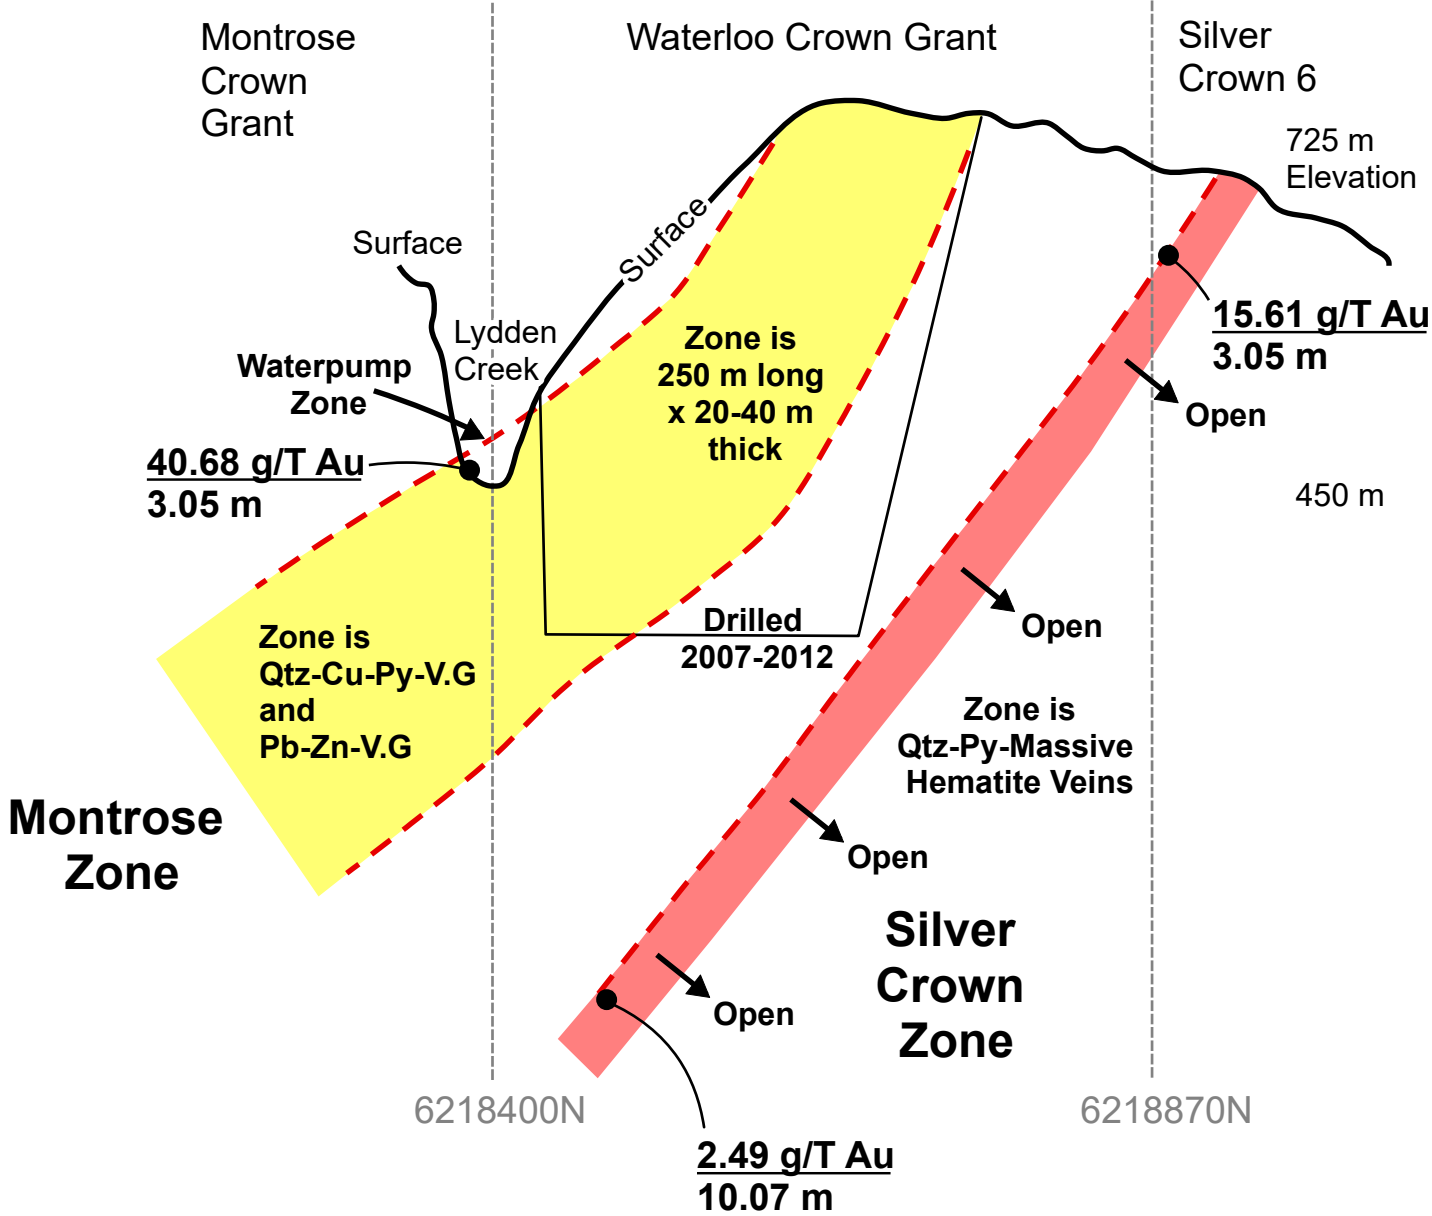 Montrose
Crown
Grant
Waterloo Crown Grant
Silver
Crown 6
725 m
Elevation
Surface
Surface
Lydden
Creek
Waterpump
Zone
40.68 g/T Au
3.05 m
Zone is
250 m long
x 20-40 m
thick
15.61 g/T Au
3.05 m
Open
450 m
Zone is
Qtz-Cu-Py-V.G
and
Pb-Zn-V.G
Drilled
2007-2012
Open
Zone is
Qtz-Py-Massive
Hematite Veins
Montrose
Zone
Open
Silver
Crown
Zone
Open
6218400N
6218870N
2.49 g/T Au
10.07 m